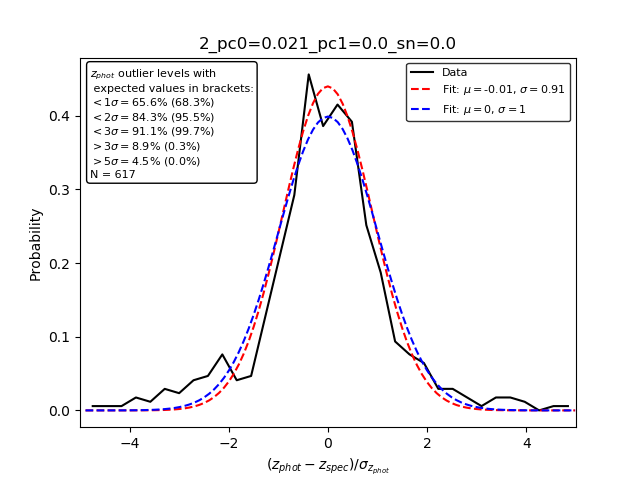 2_pc0=0.021_pc1=0.0_sn=0.0
z_phot outlier levels with
expected values in brackets:
< 1σ = 65.6% (68.3%)
< 2σ = 84.3% (95.5%)
< 3σ = 91.1% (99.7%)
> 3σ = 8.9% (0.3%)
> 5σ = 4.5% (0.0%)
N = 617
Data
Fit: μ = -0.01, σ = 0.91
Fit: μ = 0, σ = 1
Probability
0.4
0.3
0.2
0.1
0.0
−4
−2
0
2
4
(z_phot − z_spec)/σ_z_phot